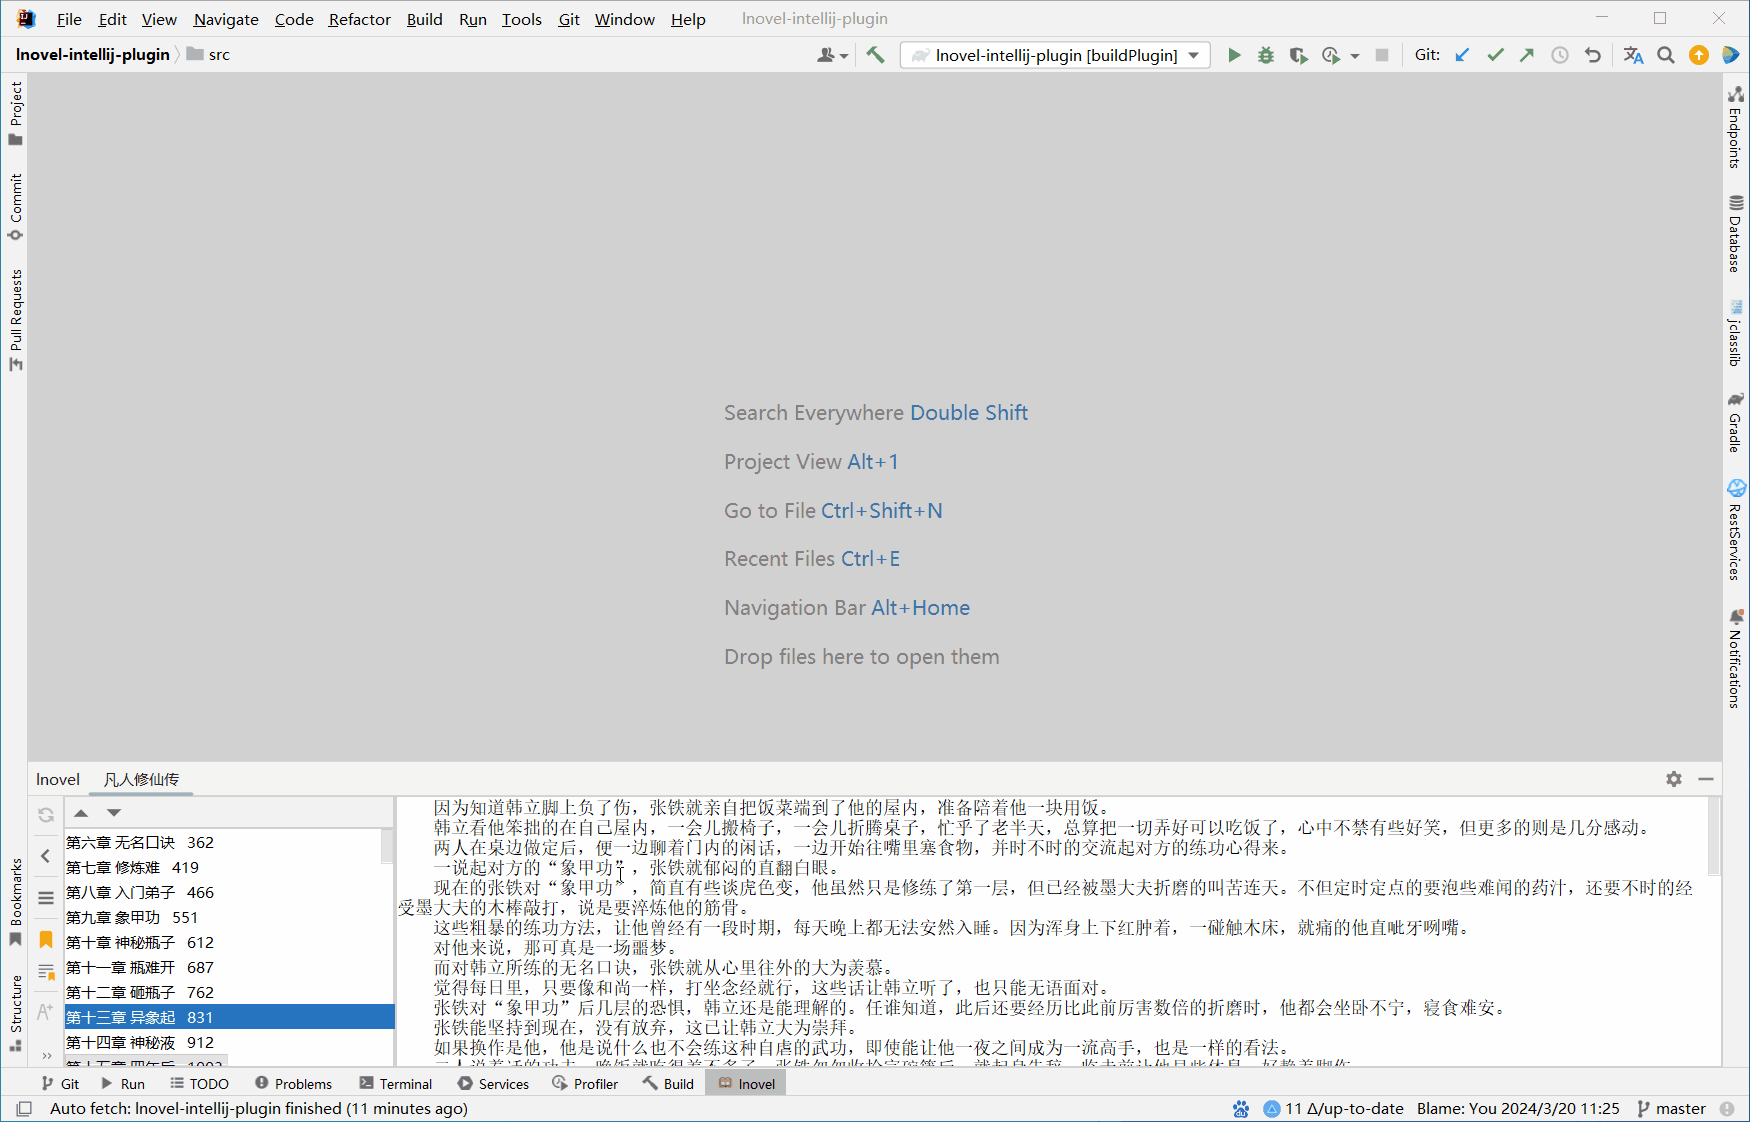 File Edit View Navigate Code Refactor Build Run Tools Git Window Help lnovel-intellij-plugin
lnovel-intellij-plugin src
lnovel-intellij-plugin [buildPlugin] Git:
Project
Commit
Pull Requests
Bookmarks
Structure
Endpoints
Database
jclasslib
Gradle
RestServices
Notifications
Search Everywhere Double Shift
Project View Alt+1
Go to File Ctrl+Shift+N
Recent Files Ctrl+E
Navigation Bar Alt+Home
Drop files here to open them
lnovel 凡人修仙传
第六章 无名口诀 362
第七章 修炼难 419
第八章 入门弟子 466
第九章 象甲功 551
第十章 神秘瓶子 612
第十一章 瓶难开 687
第十二章 砸瓶子 762
第十三章 异象起 831
第十四章 神秘液 912
第十五章 四年后 1002
因为知道韩立脚上负了伤，张铁就亲自把饭菜端到了他的屋内，准备陪着他一块用饭。
韩立看他笨拙的在自己屋内，一会儿搬椅子，一会儿折腾桌子，忙乎了老半天，总算把一切弄好可以吃饭了，心中不禁有些好笑，但更多的则是几分感动。
两人在桌边做定后，便一边聊着门内的闲话，一边开始往嘴里塞食物，并时不时的交流起对方的练功心得来。
一说起对方的“象甲功”，张铁就郁闷的直翻白眼。
现在的张铁对“象甲功”，简直有些谈虎色变，他虽然只是修练了第一层，但已经被墨大夫折磨的叫苦连天。不但定时定点的要泡些难闻的药汁，还要不时的经
受墨大夫的木棒敲打，说是要淬炼他的筋骨。
这些粗暴的练功方法，让他曾经有一段时期，每天晚上都无法安然入睡。因为浑身上下红肿着，一碰触木床，就痛的他直呲牙咧嘴。
对他来说，那可真是一场噩梦。
而对韩立所练的无名口诀，张铁就从心里往外的大为羡慕。
觉得每日里，只要像和尚一样，打坐念经就行，这些话让韩立听了，也只能无语面对。
张铁对“象甲功”后几层的恐惧，韩立还是能理解的。任谁知道，此后还要经历比此前厉害数倍的折磨时，他都会坐卧不宁，寝食难安。
张铁能坚持到现在，没有放弃，这已让韩立大为崇拜。
如果换作是他，他是说什么也不会练这种自虐的武功，即使能让他一夜之间成为一流高手，也是一样的看法。
Git Run TODO Problems Terminal Services Profiler Build lnovel
Auto fetch: lnovel-intellij-plugin finished (11 minutes ago) 11 Δ/up-to-date Blame: You 2024/3/20 11:25 master